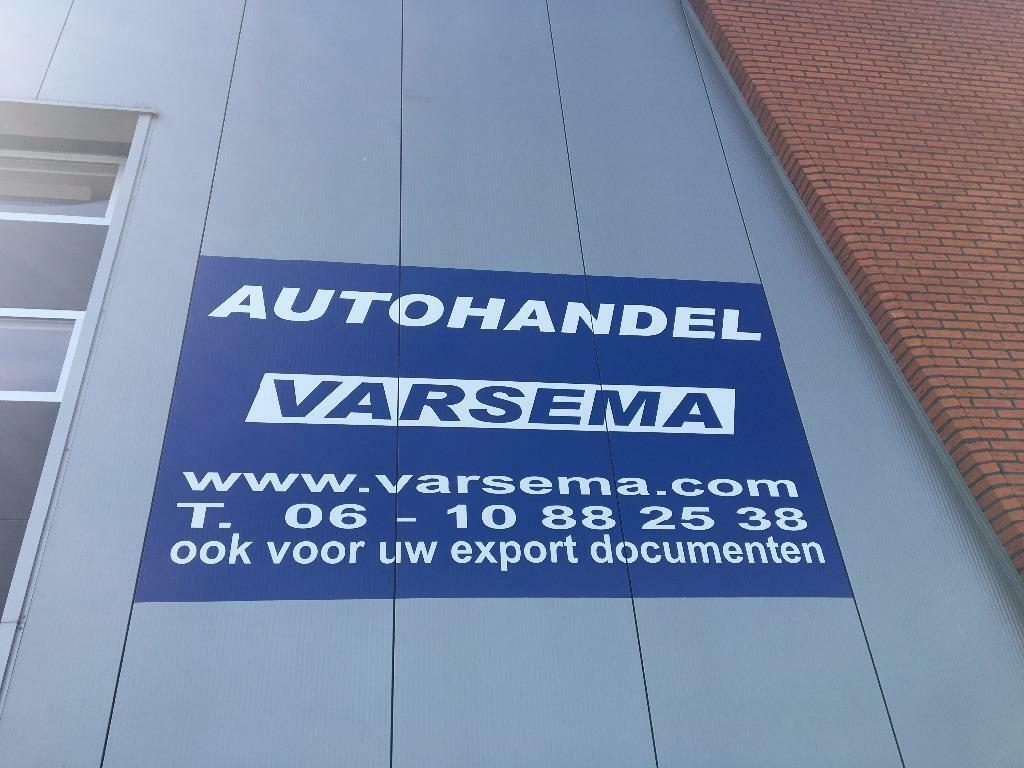 AUTOHANDEL
VARSEMA
www.varsema.com
T. 06 - 10 88 25 38
ook voor uw export documenten